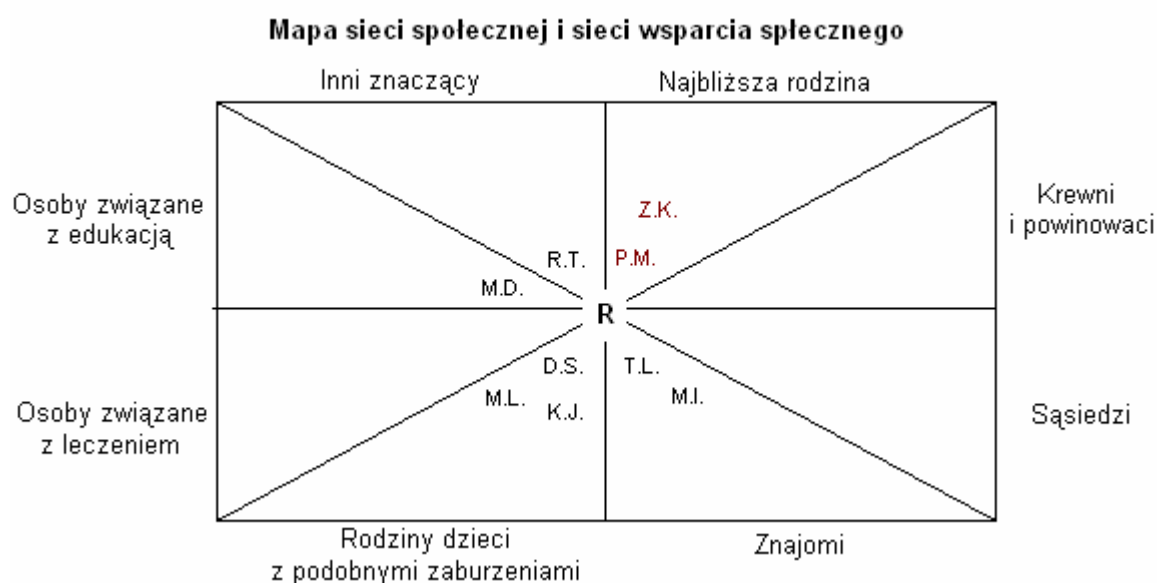 Mapa sieci społecznej i sieci wsparcia spłecznego
Inni znaczący
Najbliższa rodzina
Osoby związane
z edukacją
Krewni
i powinowaci
Z.K.
R.T.
P.M.
M.D.
R
D.S.
T.L.
M.L.
M.I.
K.J.
Osoby związane
z leczeniem
Sąsiedzi
Rodziny dzieci
z podobnymi zaburzeniami
Znajomi